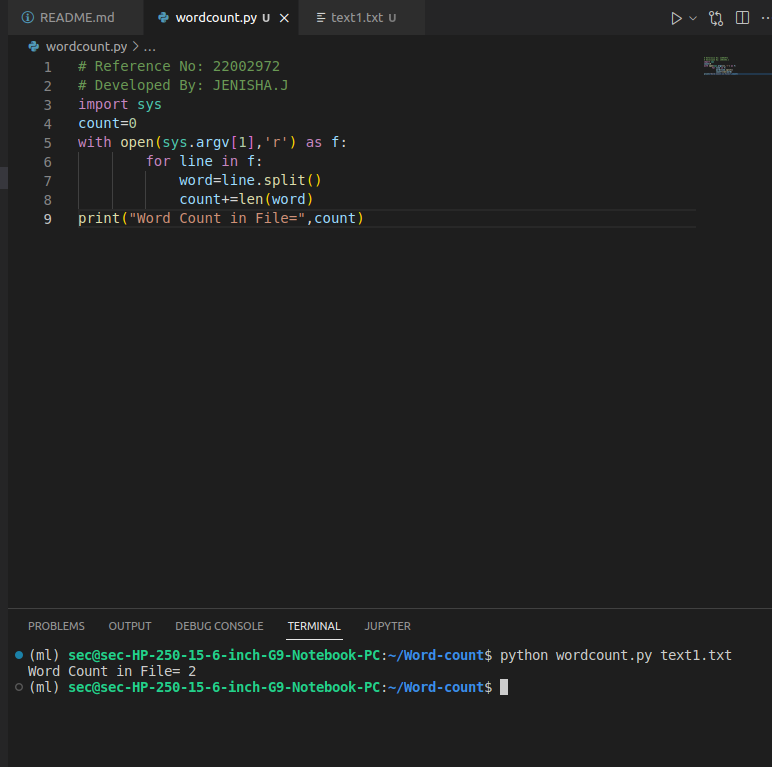 README.md wordcount.py U text1.txt U
wordcount.py > ...
1 # Reference No: 22002972
2 # Developed By: JENISHA.J
3 import sys
4 count=0
5 with open(sys.argv[1],'r') as f:
6 for line in f:
7 word=line.split()
8 count+=len(word)
9 print("Word Count in File=",count)
PROBLEMS OUTPUT DEBUG CONSOLE TERMINAL JUPYTER
(ml) sec@sec-HP-250-15-6-inch-G9-Notebook-PC:~/Word-count$ python wordcount.py text1.txt
Word Count in File= 2
(ml) sec@sec-HP-250-15-6-inch-G9-Notebook-PC:~/Word-count$